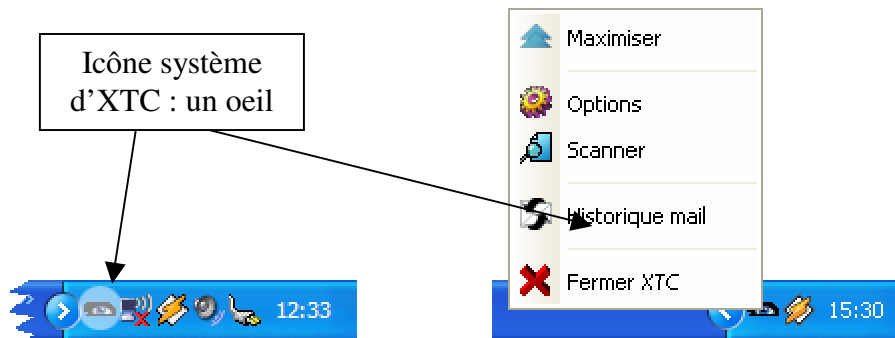 Icône système
d'XTC : un oeil
Maximiser
Options
Scanner
Historique mail
Fermer XTC
12:33
15:30